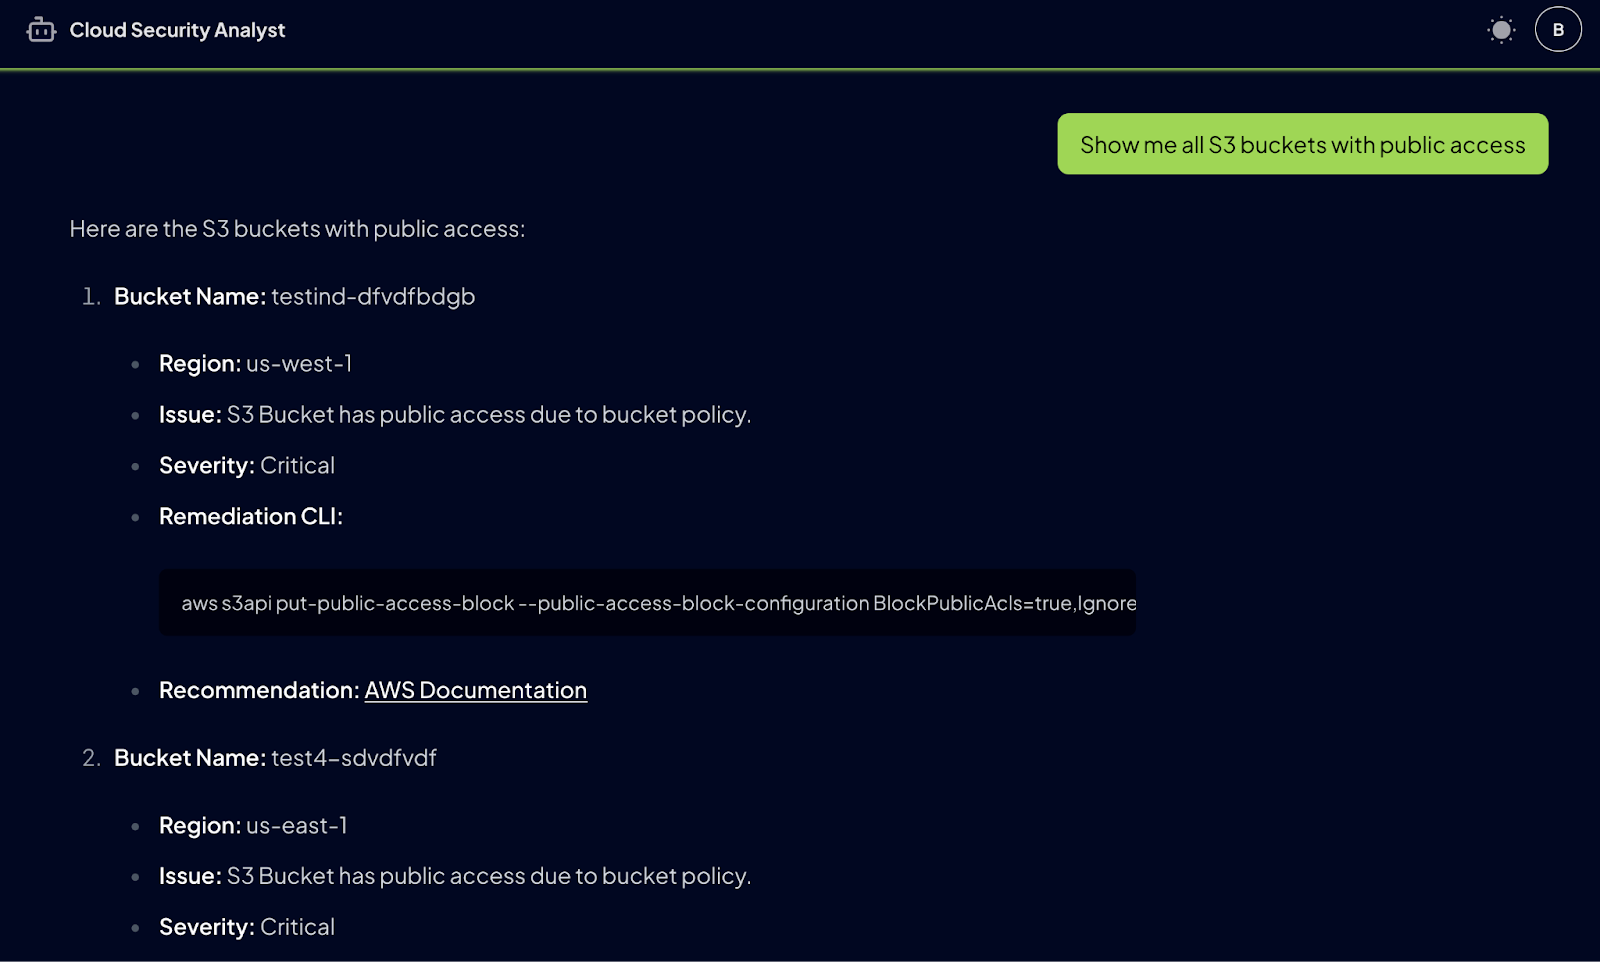 Cloud Security Analyst
B
Show me all S3 buckets with public access
Here are the S3 buckets with public access:
1. Bucket Name: testind-dfvdfbdgb
• Region: us-west-1
• Issue: S3 Bucket has public access due to bucket policy.
• Severity: Critical
• Remediation CLI:
aws s3api put-public-access-block --public-access-block-configuration BlockPublicAcls=true,Ignore
• Recommendation: AWS Documentation
2. Bucket Name: test4-sdvdfvdf
• Region: us-east-1
• Issue: S3 Bucket has public access due to bucket policy.
• Severity: Critical